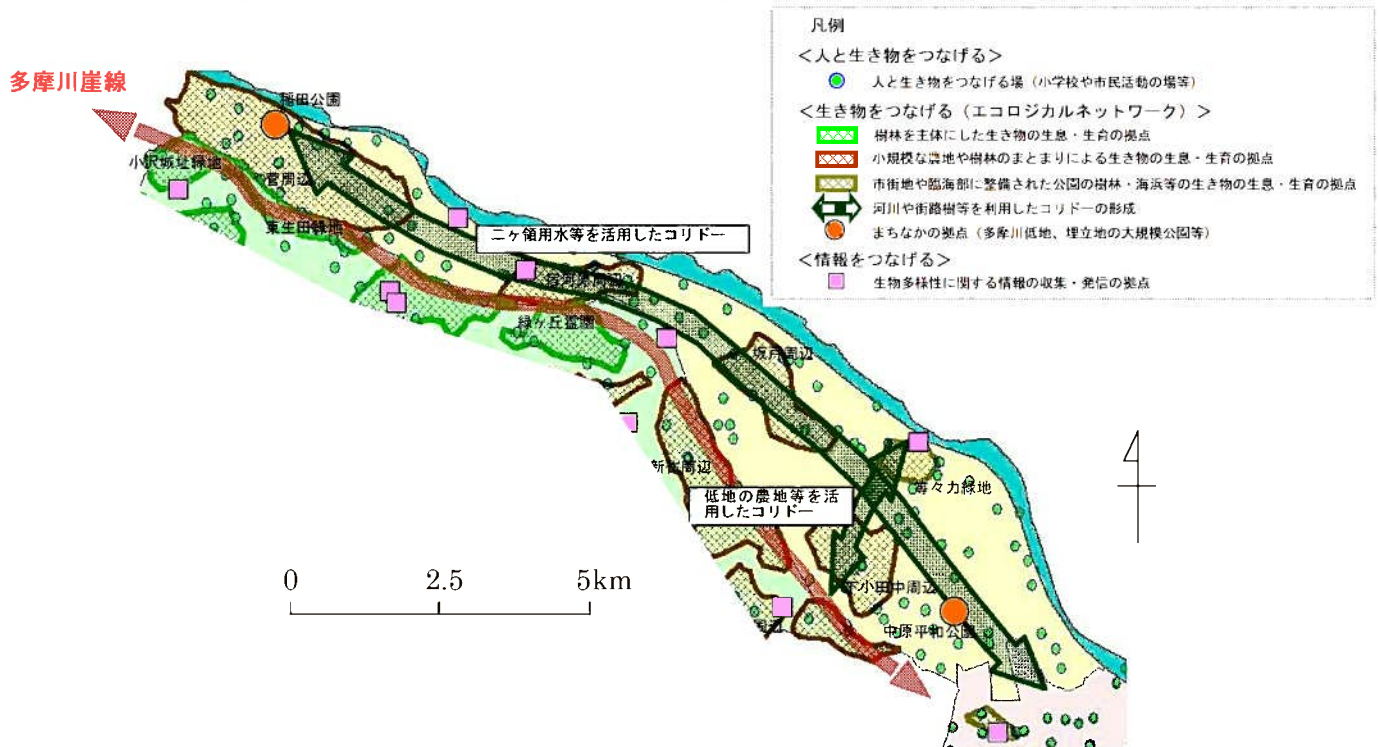 凡例
＜人と生き物をつなげる＞
人と生き物をつなげる場（小学校や市民活動の場等）
＜生き物をつなげる（エコロジカルネットワーク）＞
樹林を主体にした生き物の生息・生育の拠点
小規模な農地や樹林のまとまりによる生き物の生息・生育の拠点
市街地や臨海部に整備された公園の樹林・海浜等の生き物の生息・生育の拠点
河川や街路樹等を利用したコリドーの形成
まちなかの拠点（多摩川低地、埋立地の大規模公園等）
＜情報をつなげる＞
生物多様性に関する情報の収集・発信の拠点
多摩川崖線
稲田公園
小沢城址緑地
菅周辺
東生田緑地
二ヶ領用水等を活用したコリドー
緑ヶ丘霊園
坂戸周辺
新作周辺
等々力緑地
低地の農地等を活
用したコリドー
下小田中周辺
中原平和公園
周辺
0 2.5 5km